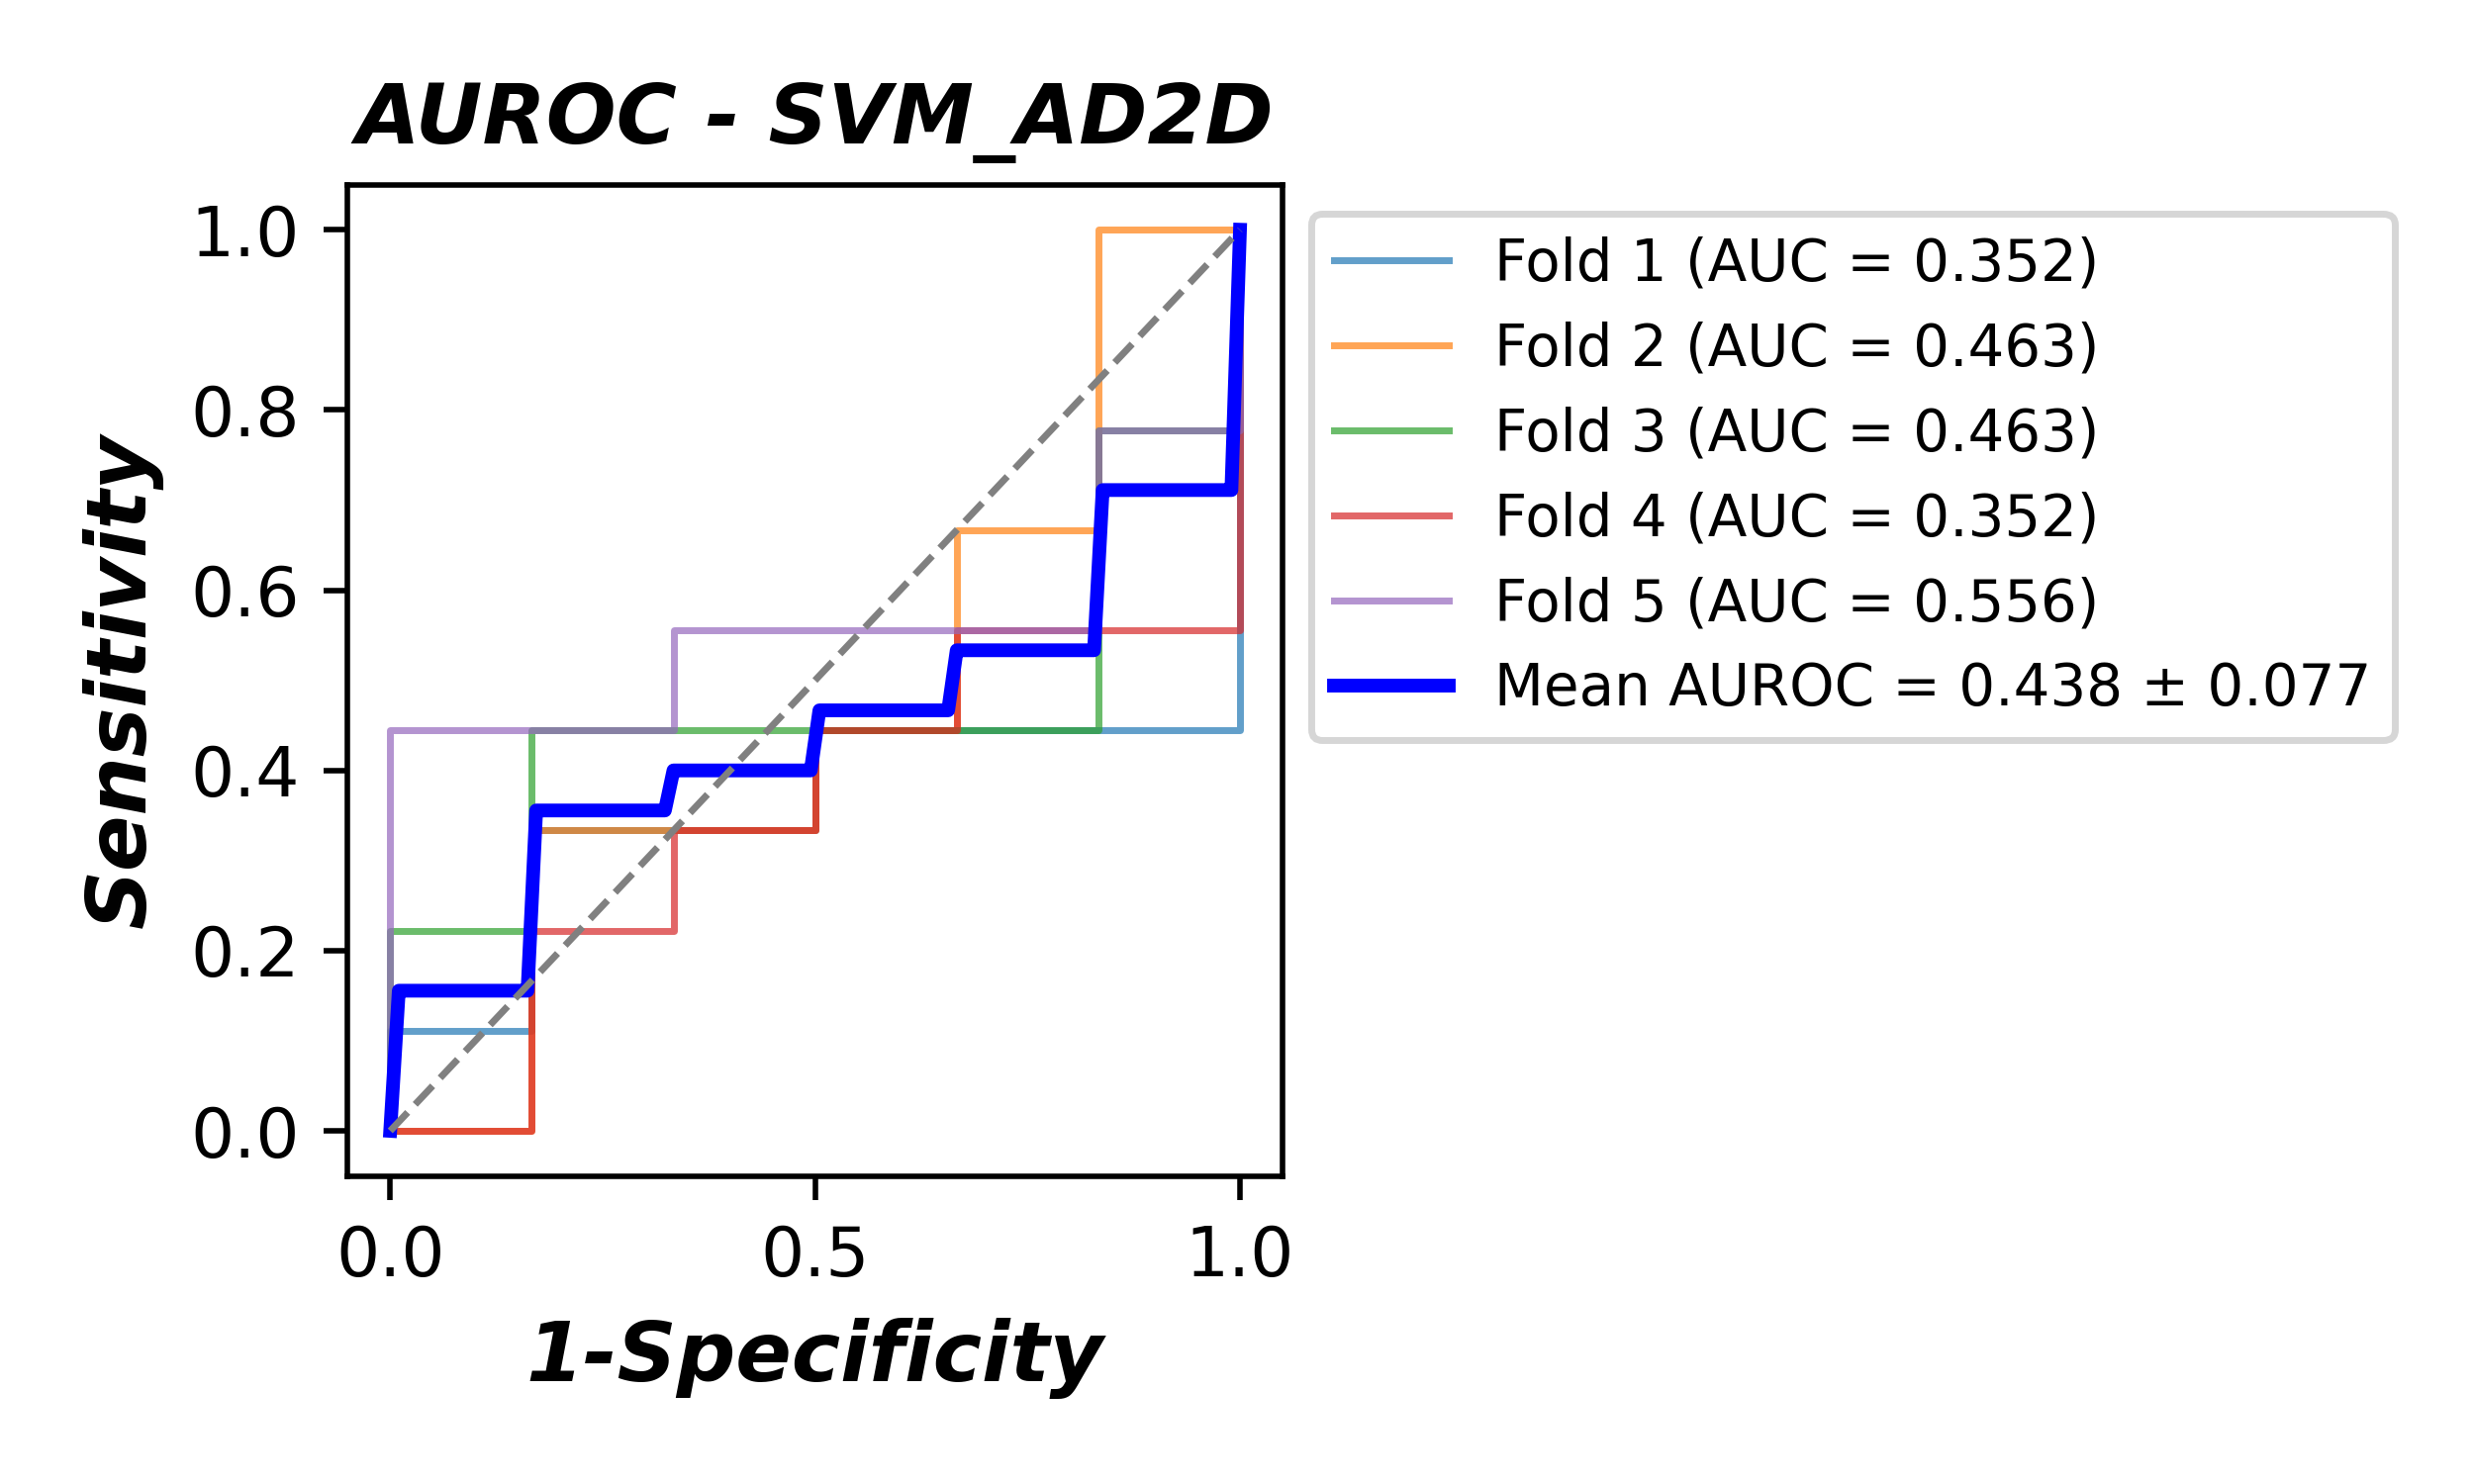 AUROC - SVM_AD2D
Sensitivity
1.0
0.8
0.6
0.4
0.2
0.0
0.0
0.5
1.0
1-Specificity
Fold 1 (AUC = 0.352)
Fold 2 (AUC = 0.463)
Fold 3 (AUC = 0.463)
Fold 4 (AUC = 0.352)
Fold 5 (AUC = 0.556)
Mean AUROC = 0.438 ± 0.077